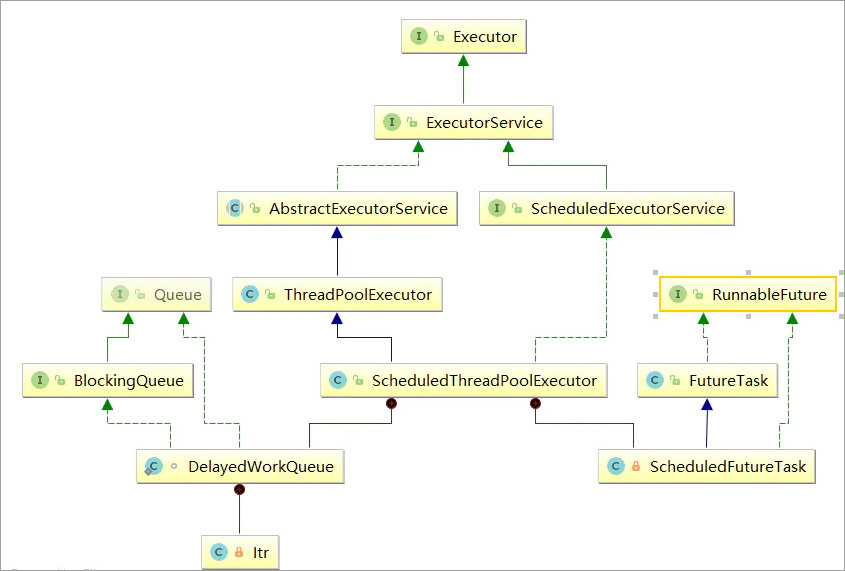 Executor
ExecutorService
AbstractExecutorService
ScheduledExecutorService
Queue
ThreadPoolExecutor
RunnableFuture
BlockingQueue
ScheduledThreadPoolExecutor
FutureTask
DelayedWorkQueue
ScheduledFutureTask
Itr